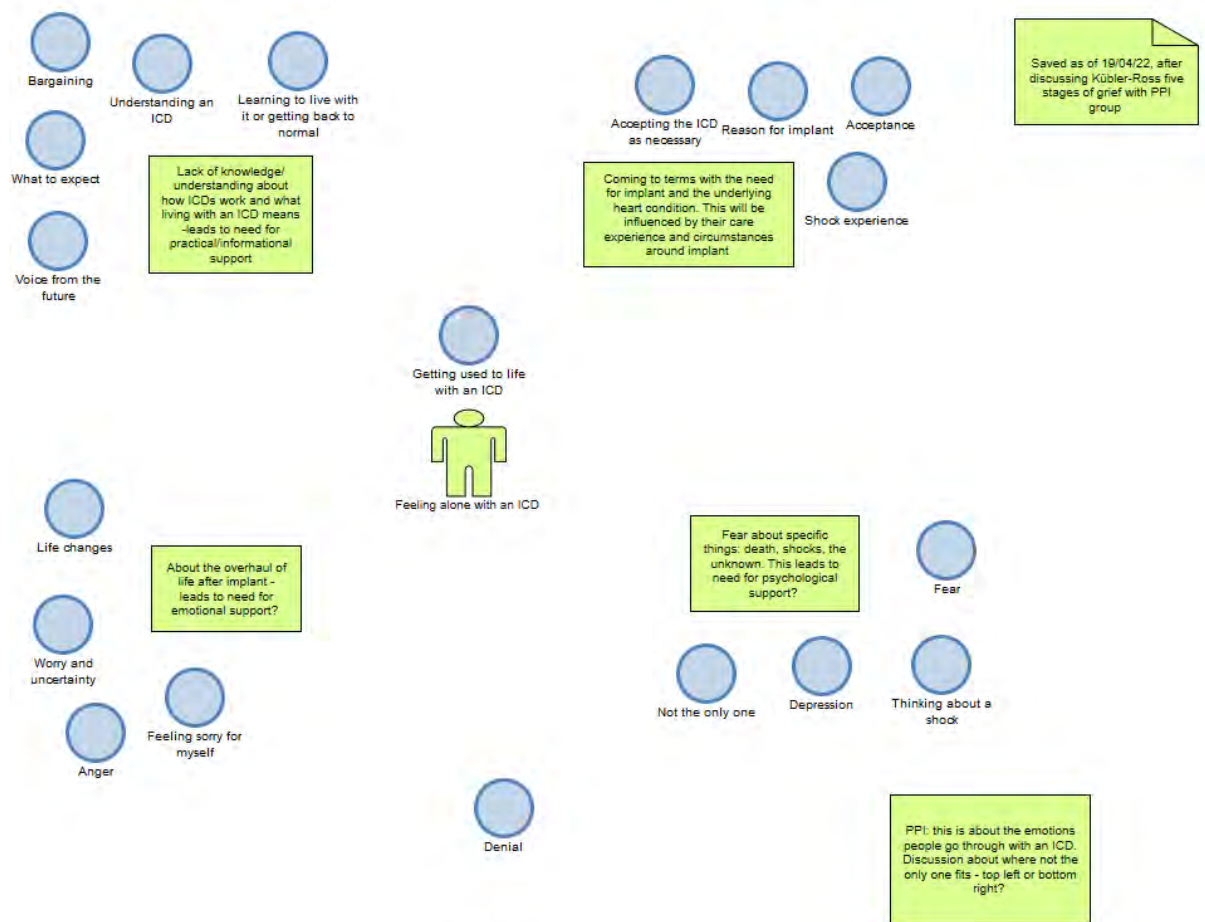 Bargaining
Understanding an
ICD
Learning to live with
it or getting back to
normal
What to expect
Voice from the
future
Lack of knowledge/
understanding about
how ICDs work and what
living with an ICD means
-leads to need for
practical/informational
support
Accepting the ICD
as necessary
Reason for implant
Acceptance
Shock experience
Coming to terms with the need
for implant and the underlying
heart condition. This will be
influenced by their care
experience and circumstances
around implant
Saved as of 19/04/22, after
discussing Kübler-Ross five
stages of grief with PPI
group
Getting used to life
with an ICD
Feeling alone with an ICD
Life changes
About the overhaul of
life after implant -
leads to need for
emotional support?
Worry and
uncertainty
Feeling sorry for
myself
Anger
Fear about specific
things: death, shocks, the
unknown. This leads to
need for psychological
support?
Fear
Not the only one
Depression
Thinking about a
shock
Denial
PPI: this is about the emotions
people go through with an ICD.
Discussion about where not the
only one fits - top left or bottom
right?